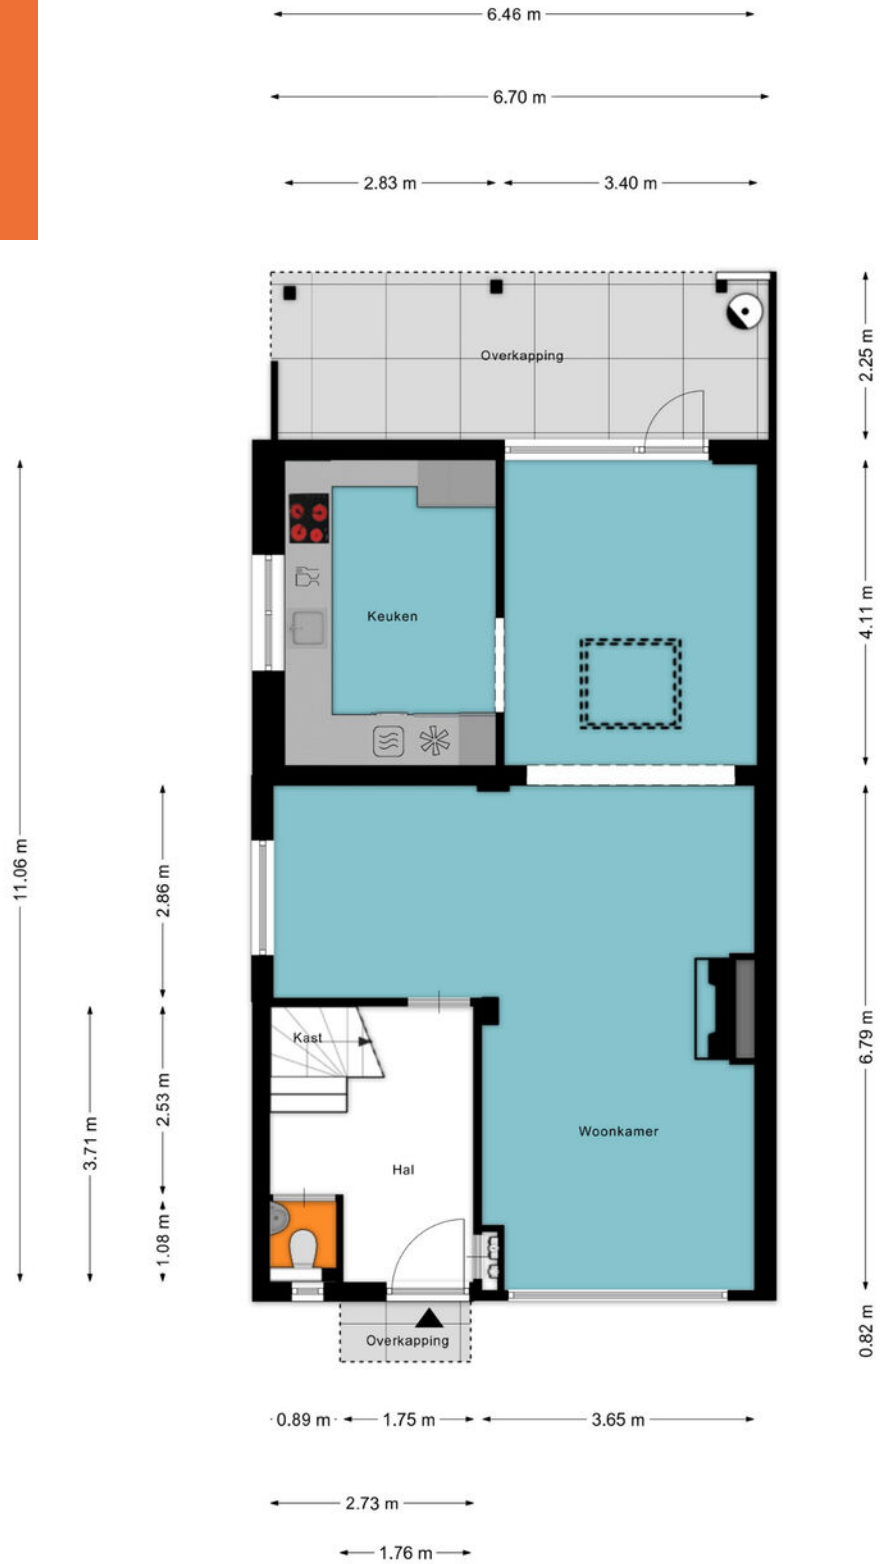 6.46 m
6.70 m
2.83 m
3.40 m
2.25 m
Overkapping
4.11 m
Keuken
11.06 m
2.86 m
6.79 m
Kast
2.53 m
3.71 m
Woonkamer
Hal
1.08 m
0.82 m
Overkapping
0.89 m
1.75 m
3.65 m
2.73 m
1.76 m